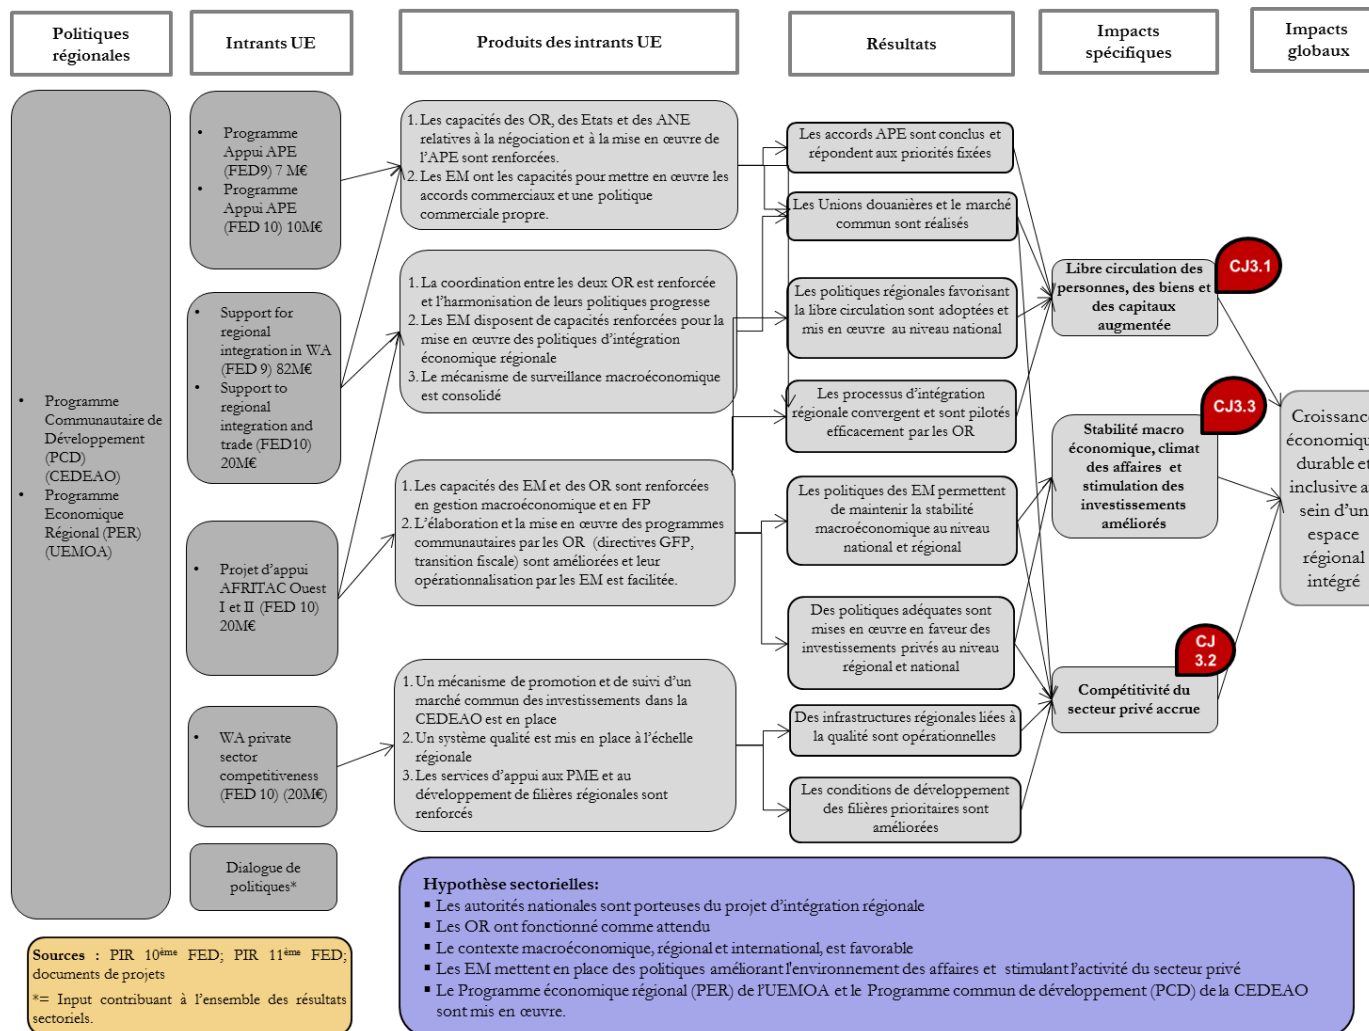 Politiques
régionales
Intrants UE
Produits des intrants UE
Résultats
Impacts
spécifiques
Impacts
globaux
• Programme
Communautaire de
Développement
(PCD)
(CEDEAO)
• Programme
Economique
Régional (PER)
(UEMOA)
• Programme
Appui APE
(FED9) 7 M€
• Programme
Appui APE
(FED 10) 10M€
• Support for
regional
integration in WA
(FED 9) 82M€
• Support to
regional
integration and
trade (FED10)
20M€
• Projet d'appui
AFRITAC Ouest
I et II (FED 10)
20M€
• WA private
sector
competitiveness
(FED 10) (20M€)
Dialogue de
politiques*
1. Les capacités des OR, des Etats et des ANE
relatives à la négociation et à la mise en œuvre de
l'APE sont renforcées.
2. Les EM ont les capacités pour mettre en œuvre les
accords commerciaux et une politique
commerciale propre.
1. La coordination entre les deux OR est renforcée
et l'harmonisation de leurs politiques progresse
2. Les EM disposent de capacités renforcées pour la
mise en œuvre des politiques d'intégration
économique régionale
3. Le mécanisme de surveillance macroéconomique
est consolidé
1. Les capacités des EM et des OR sont renforcées
en gestion macroéconomique et en FP
2. L'élaboration et la mise en œuvre des programmes
communautaires par les OR (directives GFP,
transition fiscale) sont améliorées et leur
opérationnalisation par les EM est facilitée.
1. Un mécanisme de promotion et de suivi d'un
marché commun des investissements dans la
CEDEAO est en place
2. Un système qualité est mis en place à l'échelle
régionale
3. Les services d'appui aux PME et au
développement de filières régionales sont
renforcés
Les accords APE sont conclus et
répondent aux priorités fixées
Les Unions douanières et le marché
commun sont réalisés
Les politiques régionales favorisant
la libre circulation sont adoptées et
mis en œuvre au niveau national
Les processus d'intégration
régionale convergent et sont pilotés
efficacement par les OR
Les politiques des EM permettent
de maintenir la stabilité
macroéconomique au niveau
national et régional
Des politiques adéquates sont
mises en œuvre en faveur des
investissements privés au niveau
régional et national
Des infrastructures régionales liées à
la qualité sont opérationnelles
Les conditions de développement
des filières prioritaires sont
améliorées
CJ3.1
Libre circulation des
personnes, des biens et
des capitaux
augmentée
CJ3.3
Stabilité macro
économique, climat
des affaires et
stimulation des
investissements
améliorés
CJ
3.2
Compétitivité du
secteur privé accrue
Croissance
économiqu
durable et
inclusive a
sein d'un
espace
régional
intégré
Sources : PIR 10ème FED; PIR 11ème FED;
documents de projets
*= Input contribuant à l'ensemble des résultats
sectoriels.
Hypothèse sectorielles:
▪ Les autorités nationales sont porteuses du projet d'intégration régionale
▪ Les OR ont fonctionné comme attendu
▪ Le contexte macroéconomique, régional et international, est favorable
▪ Les EM mettent en place des politiques améliorant l'environnement des affaires et stimulant l'activité du secteur privé
▪ Le Programme économique régional (PER) de l'UEMOA et le Programme commun de développement (PCD) de la CEDEAO
sont mis en œuvre.